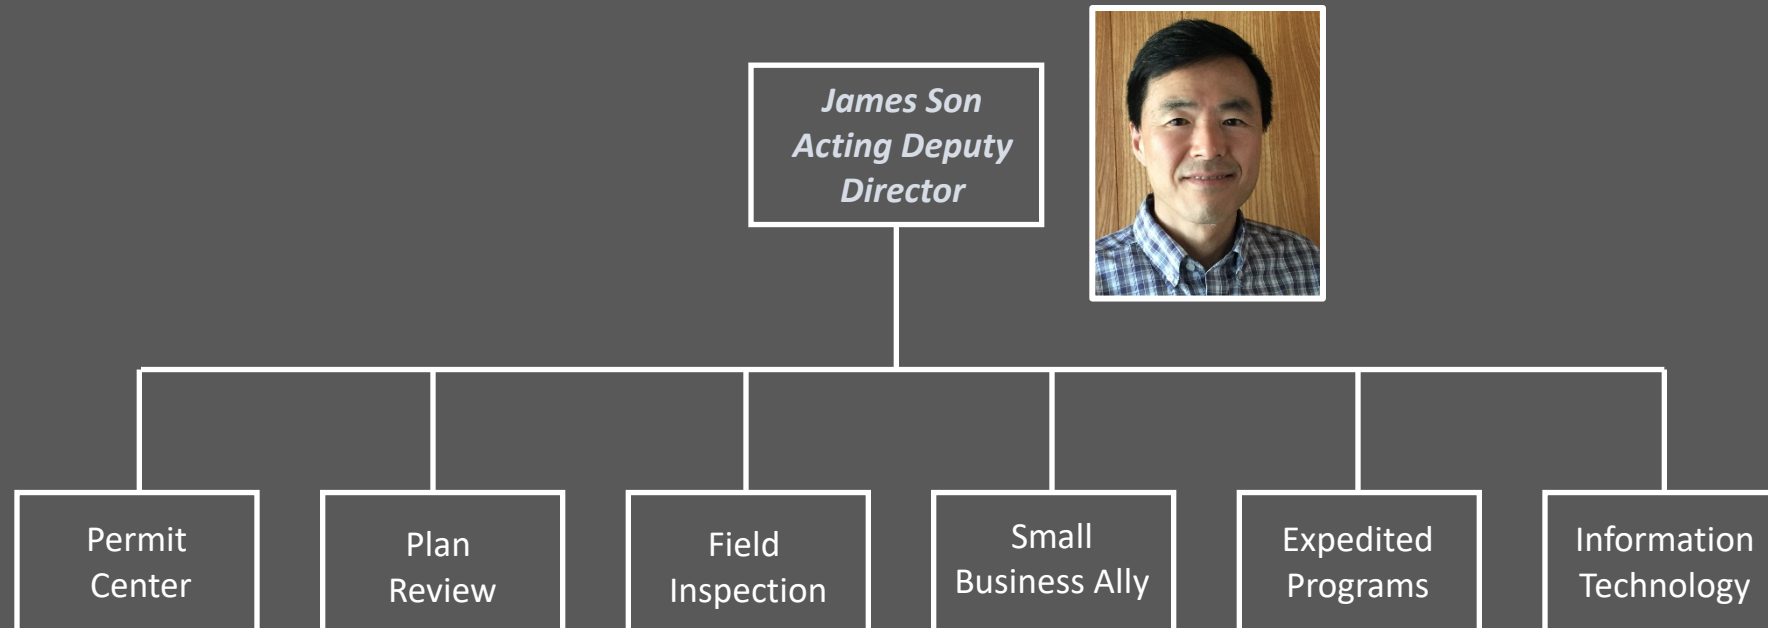 James Son
Acting Deputy
Director
Permit
Center
Plan
Review
Field
Inspection
Small
Business Ally
Expedited
Programs
Information
Technology